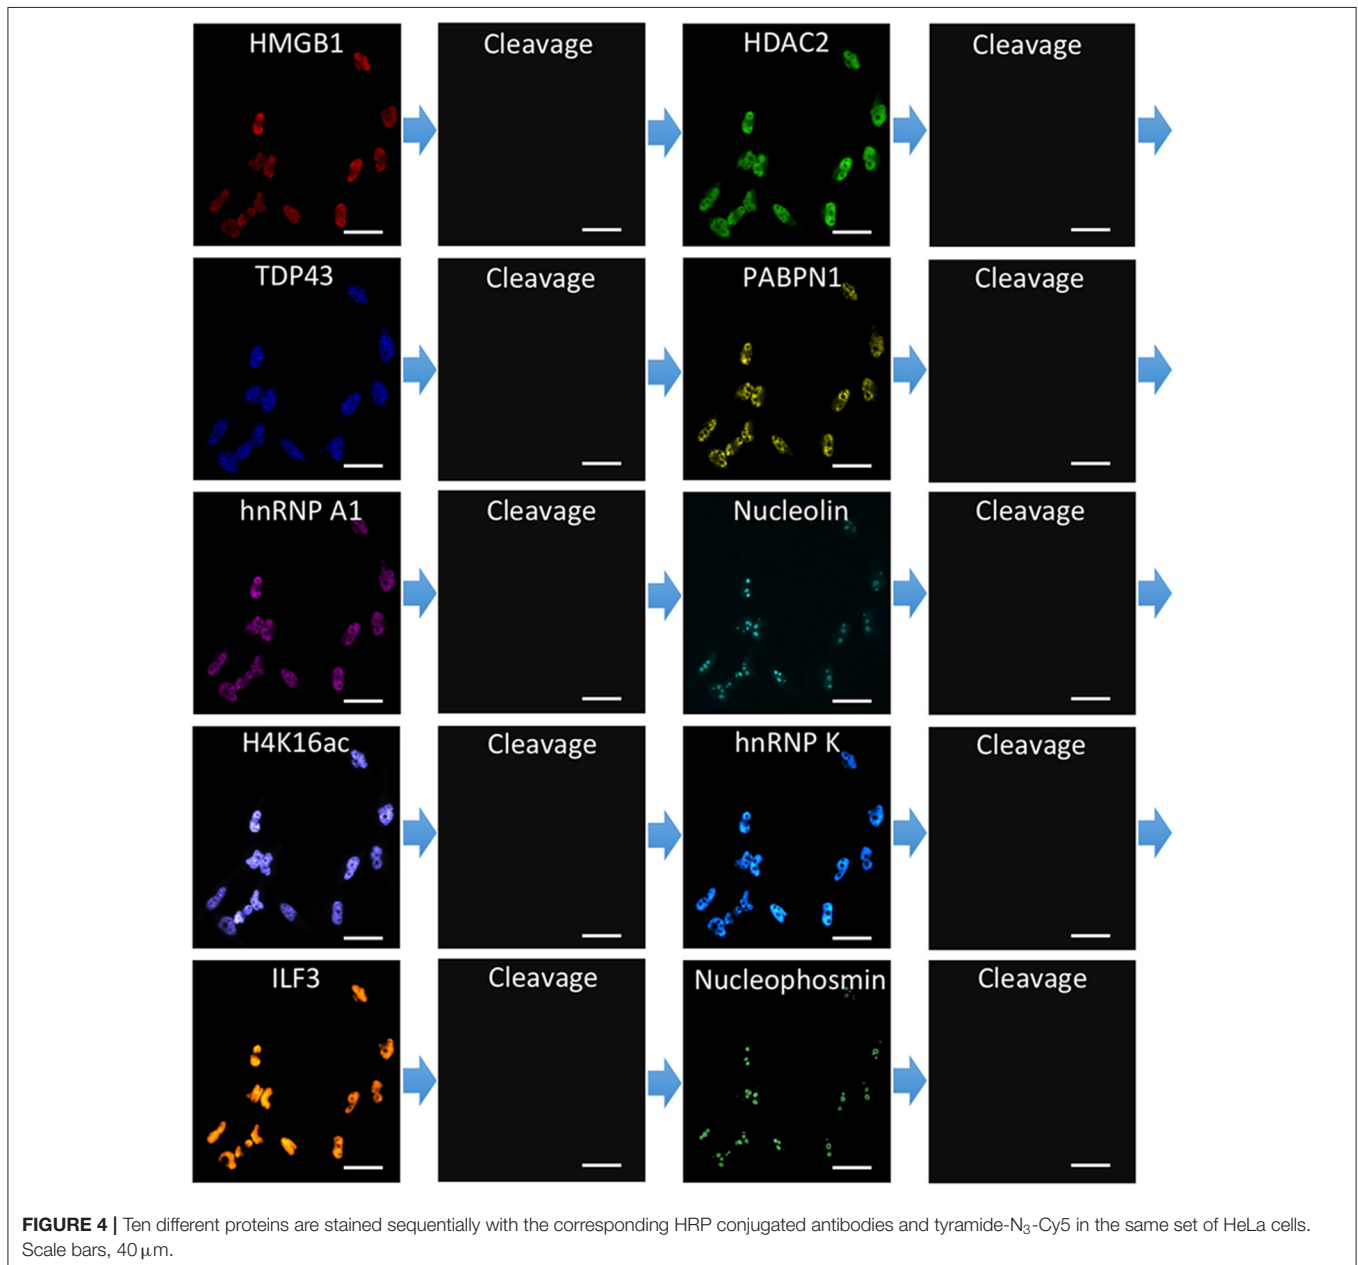 HMGB1
Cleavage
HDAC2
Cleavage
TDP43
Cleavage
PABPN1
Cleavage
hnRNP A1
Cleavage
Nucleolin
Cleavage
H4K16ac
Cleavage
hnRNP K
Cleavage
ILF3
Cleavage
Nucleophosmin
Cleavage
FIGURE 4 | Ten different proteins are stained sequentially with the corresponding HRP conjugated antibodies and tyramide-N₃-Cy5 in the same set of HeLa cells.
Scale bars, 40 μm.